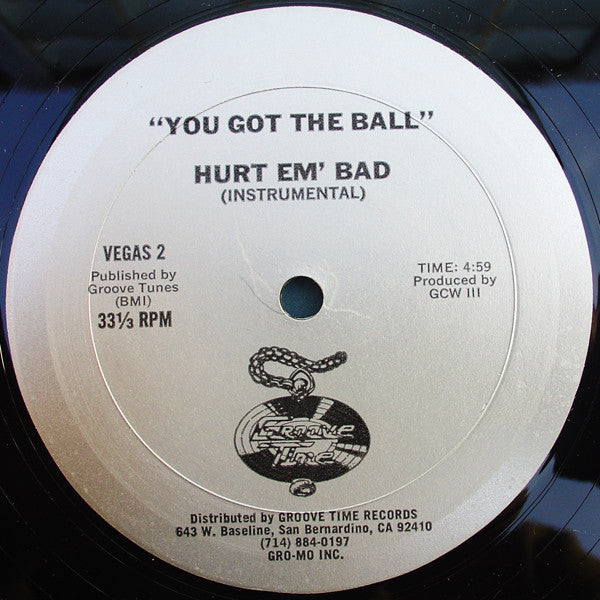 "YOU GOT THE BALL"
HURT EM' BAD
(INSTRUMENTAL)
VEGAS 2
Published by
Groove Tunes
(BMI)
33⅓ RPM
TIME: 4:59
Produced by
GCW III
Groove
Time
Distributed by GROOVE TIME RECORDS
643 W. Baseline, San Bernardino, CA 92410
(714) 884-0197
GRO-MO INC.